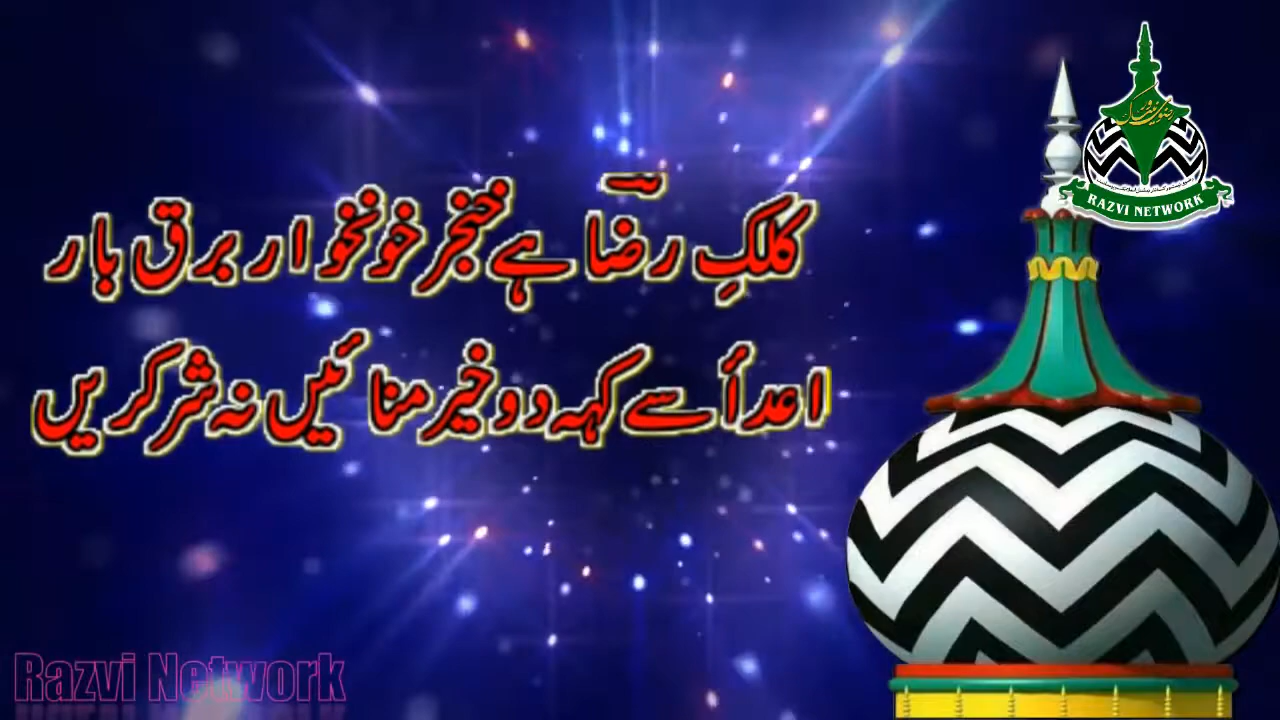 کلکِ رضاؔ ہے خنجر خونخوار برق بار
اعدأ سے کہہ دو خیر منائیں نہ شر کریں
RAZVI NETWORK
Razvi Network